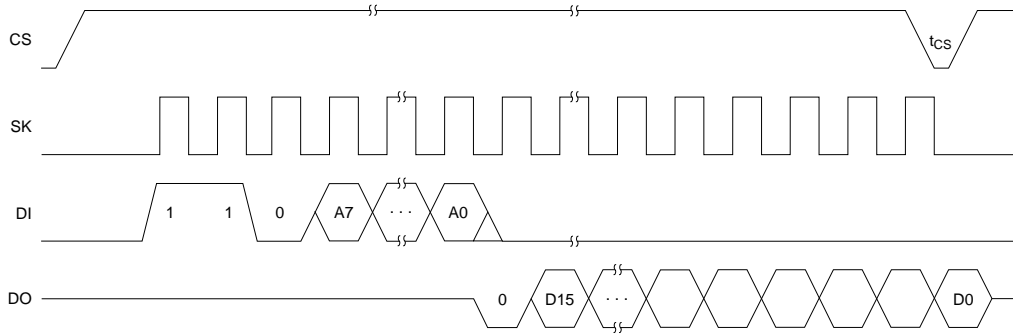 CS
tCS
SK
DI 1 1 0 A7 · · · A0
DO 0 D15 · · · D0